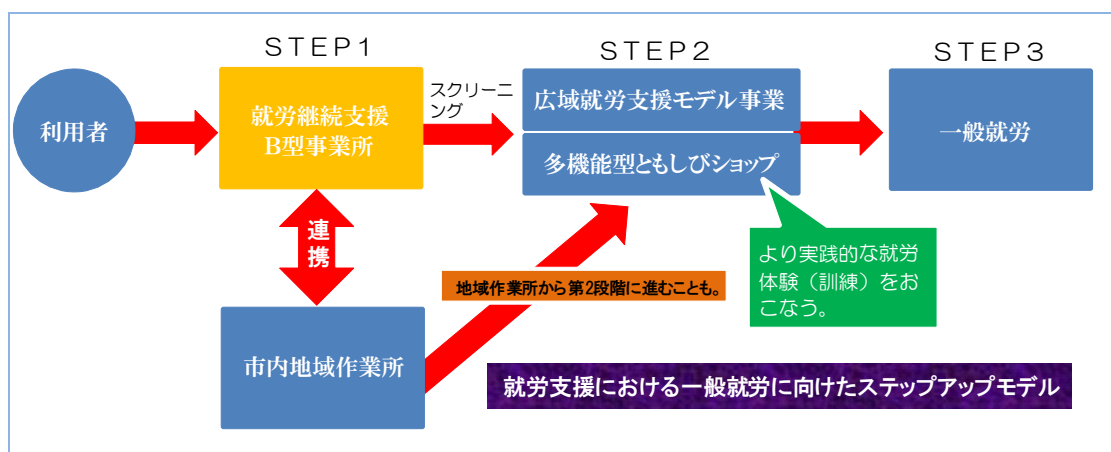 STEP1
STEP2
STEP3
利用者
就労継続支援
B型事業所
スクリーニ
ング
広域就労支援モデル事業
多機能型ともしびショップ
一般就労
連
携
より実践的な就労
体験（訓練）をお
こなう。
地域作業所から第2段階に進むことも。
市内地域作業所
就労支援における一般就労に向けたステップアップモデル